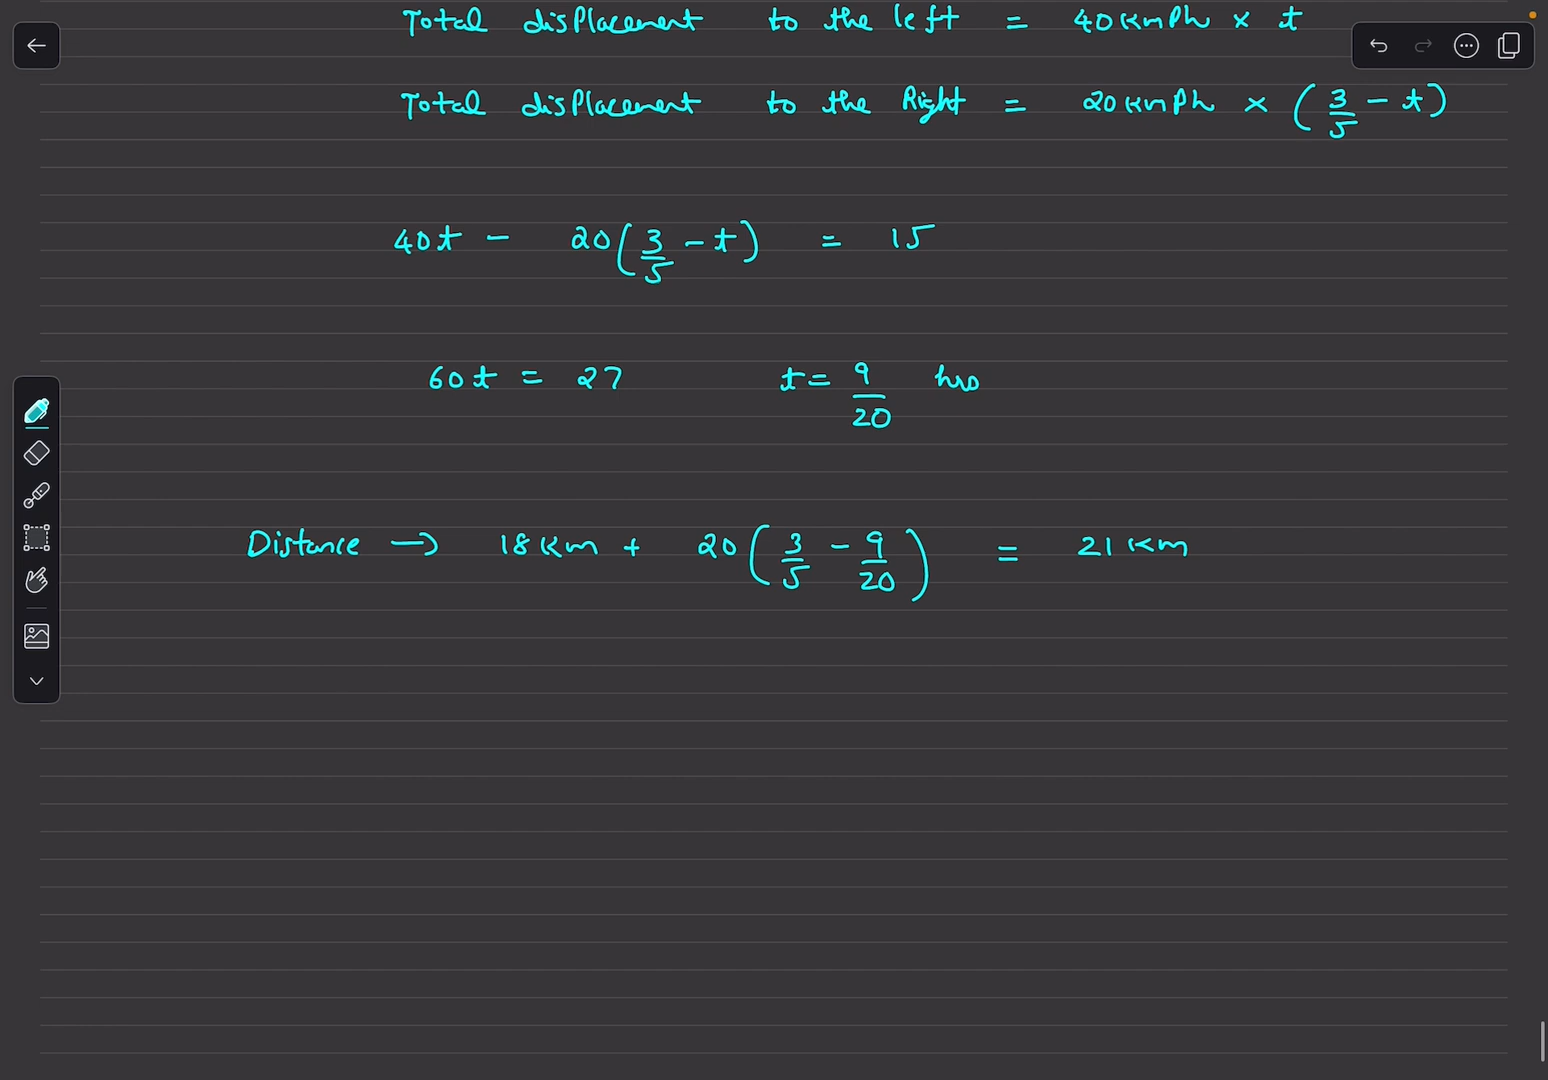 Total displacement to the left = 40 kmph × t
Total displacement to the Right = 20 kmph × (3/5 - t)
40t - 20(3/5 - t) = 15
60t = 27 t = 9/20 hrs
Distance → 18 km + 20(3/5 - 9/20) = 21 km